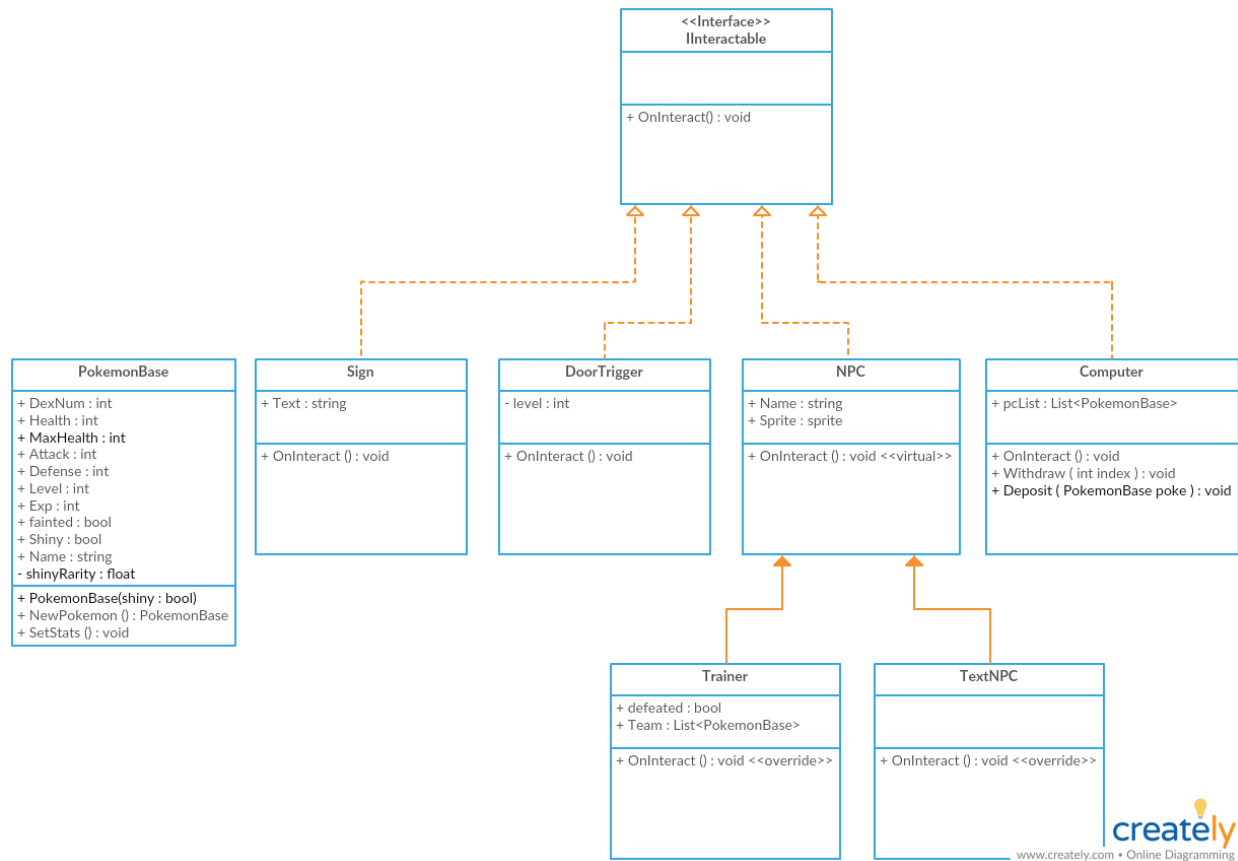 <<Interface>>
IInteractable
+ OnInteract() : void
PokemonBase
+ DexNum : int
+ Health : int
+ MaxHealth : int
+ Attack : int
+ Defense : int
+ Level : int
+ Exp : int
+ fainted : bool
+ Shiny : bool
+ Name : string
- shinyRarity : float
+ PokemonBase(shiny : bool)
+ NewPokemon () : PokemonBase
+ SetStats () : void
Sign
+ Text : string
+ OnInteract () : void
DoorTrigger
- level : int
+ OnInteract () : void
NPC
+ Name : string
+ Sprite : sprite
+ OnInteract () : void <<virtual>>
Computer
+ pcList : List<PokemonBase>
+ OnInteract () : void
+ Withdraw ( int index ) : void
+ Deposit ( PokemonBase poke ) : void
Trainer
+ defeated : bool
+ Team : List<PokemonBase>
+ OnInteract () : void <<override>>
TextNPC
+ OnInteract () : void <<override>>
creately
www.creately.com • Online Diagramming